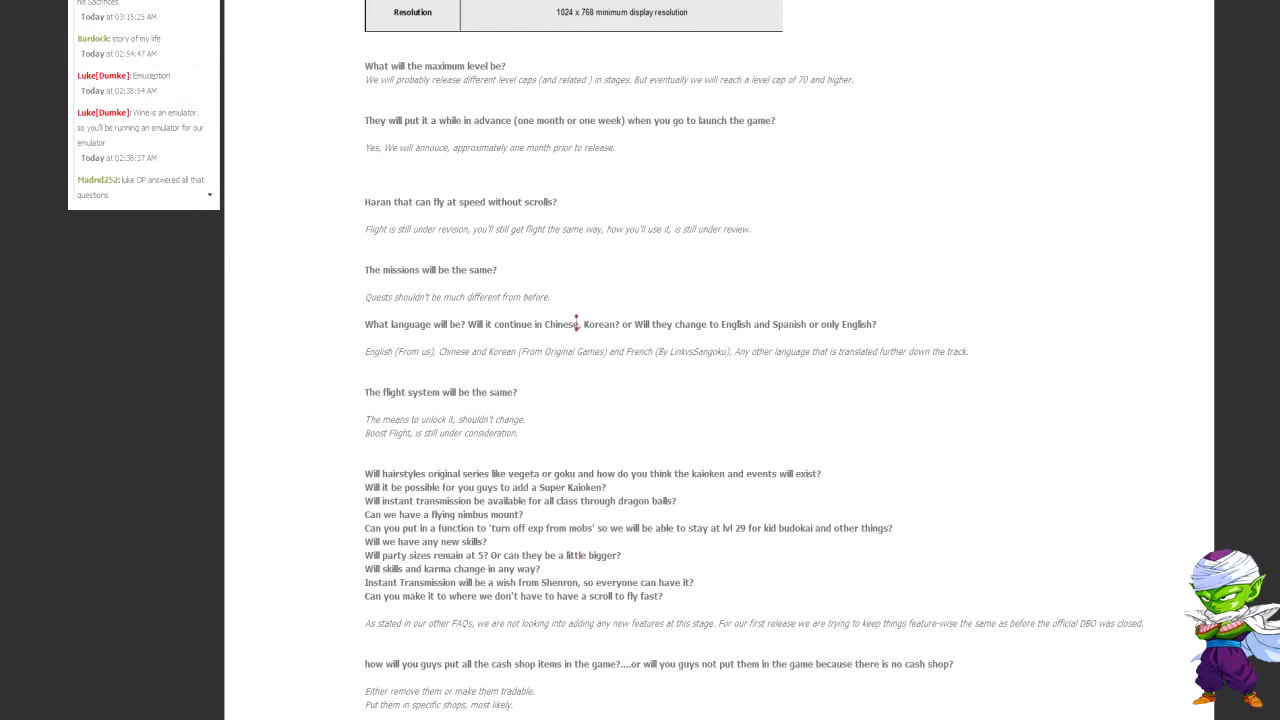 his Sacrifices
Today at 03:15:25 AM
Bardock: story of my life
Today at 02:54:47 AM
Luke[Dumke]: Emuception
Today at 02:38:54 AM
Luke[Dumke]: Wine is an emulator,
so you'll be running an emulator for our
emulator
Today at 02:38:37 AM
Madrid252: luke OP answered all that
questions
Resolution 1024 x 768 minimum display resolution
What will the maximum level be?
We will probably release different level caps (and related ) in stages. But eventually we will reach a level cap of 70 and higher.
They will put it a while in advance (one month or one week) when you go to launch the game?
Yes, We will annouce, approximately one month prior to release.
Haran that can fly at speed without scrolls?
Flight is still under revision, you'll still get flight the same way, how you'll use it, is still under review.
The missions will be the same?
Quests shouldn't be much different from before.
What language will be? Will it continue in Chinese, Korean? or Will they change to English and Spanish or only English?
English (From us), Chinese and Korean (From Original Games) and French (By LinkvsSangoku), Any other language that is translated further down the track.
The flight system will be the same?
The means to unlock it, shouldn't change.
Boost Flight, is still under consideration.
Will hairstyles original series like vegeta or goku and how do you think the kaioken and events will exist?
Will it be possible for you guys to add a Super Kaioken?
Will instant transmission be available for all class through dragon balls?
Can we have a flying nimbus mount?
Can you put in a function to 'turn off exp from mobs' so we will be able to stay at lvl 29 for kid budokai and other things?
Will we have any new skills?
Will party sizes remain at 5? Or can they be a little bigger?
Will skills and karma change in any way?
Instant Transmission will be a wish from Shenron, so everyone can have it?
Can you make it to where we don't have to have a scroll to fly fast?
As stated in our other FAQs, we are not looking into adding any new features at this stage. For our first release we are trying to keep things feature-wise the same as before the official DBO was closed.
how will you guys put all the cash shop items in the game?....or will you guys not put them in the game because there is no cash shop?
Either remove them or make them tradable.
Put them in specific shops, most likely.